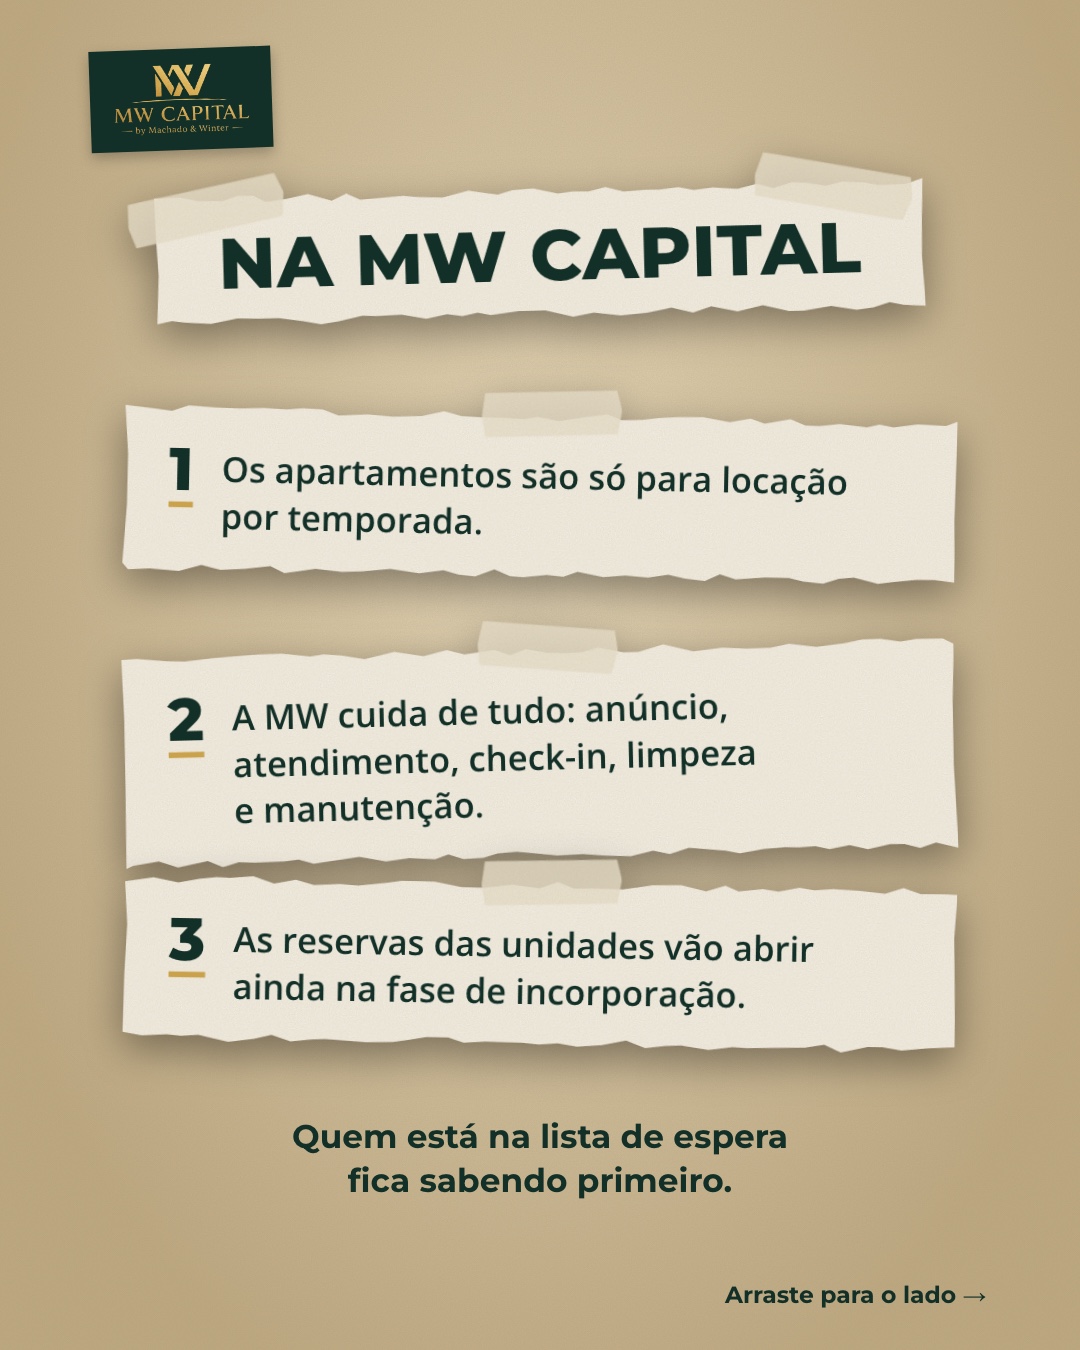 MW CAPITAL
by Machado & Winter
NA MW CAPITAL
1
Os apartamentos são só para locação
por temporada.
2
A MW cuida de tudo: anúncio,
atendimento, check-in, limpeza
e manutenção.
3
As reservas das unidades vão abrir
ainda na fase de incorporação.
Quem está na lista de espera
fica sabendo primeiro.
Arraste para o lado →